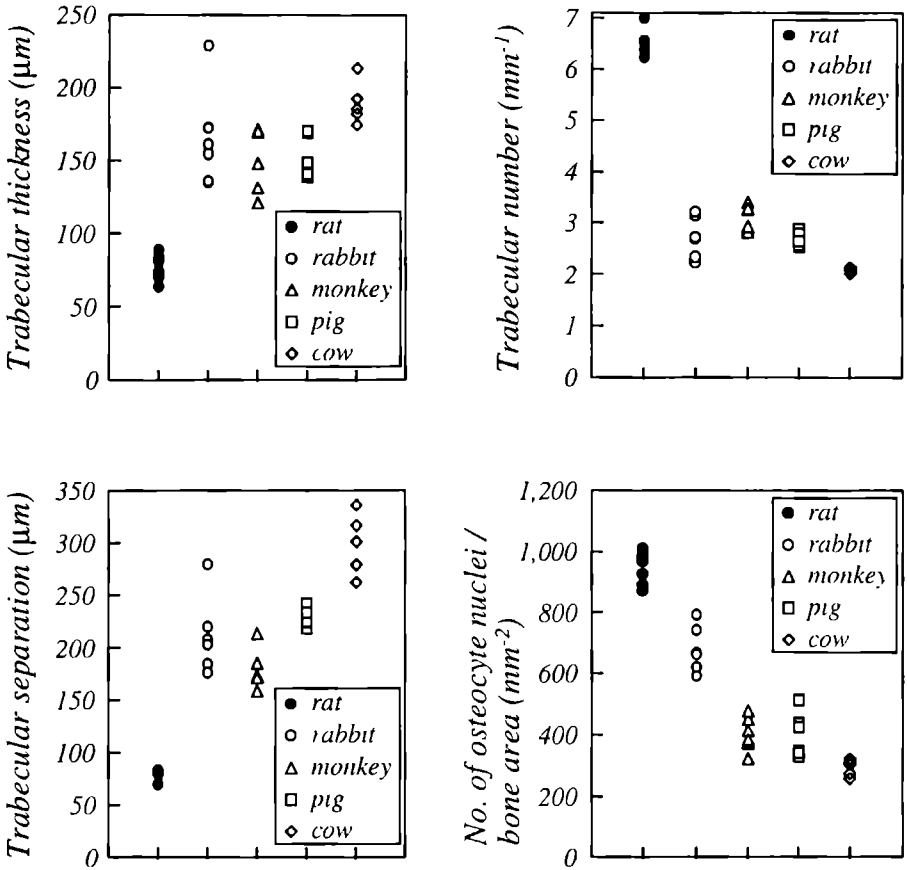 Trabecular thickness (μm)
250
200
150
100
50
0
rat
rabbit
monkey
pig
cow
Trabecular number (mm⁻¹)
7
6
5
4
3
2
1
0
rat
rabbit
monkey
pig
cow
Trabecular separation (μm)
350
300
250
200
150
100
50
0
rat
rabbit
monkey
pig
cow
No. of osteocyte nuclei /
bone area (mm⁻²)
1,200
1,000
800
600
400
200
0
rat
rabbit
monkey
pig
cow